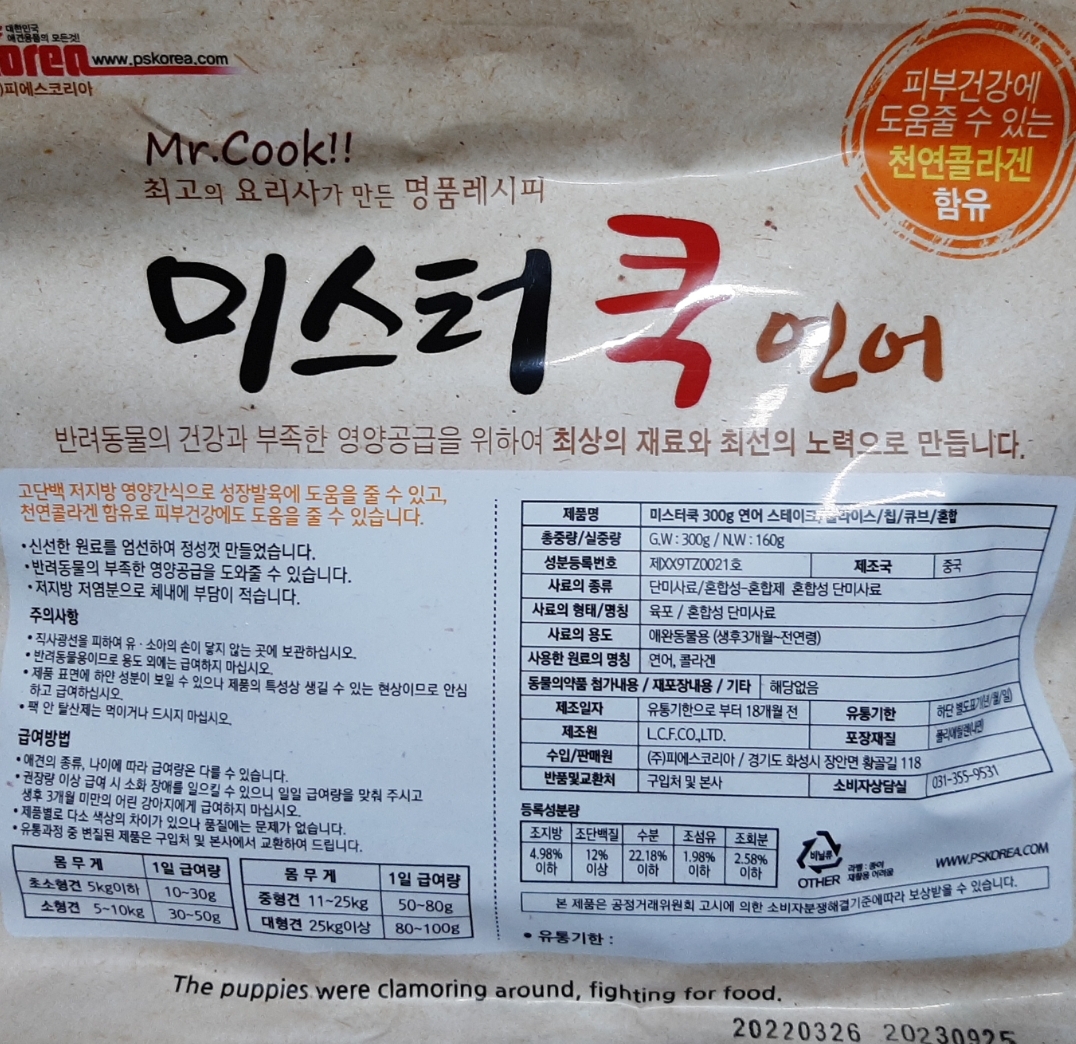 대한민국
애견용품의 모든것!
www.pskorea.com
)피에스코리아
피부건강에
도움줄 수 있는
천연콜라겐
함유
Mr.Cook!!
최고의 요리사가 만든 명품레시피
미스터쿡 연어
반려동물의 건강과 부족한 영양공급을 위하여 최상의 재료와 최선의 노력으로 만듭니다.
고단백 저지방 영양간식으로 성장발육에 도움을 줄 수 있고,
천연콜라겐 함유로 피부건강에도 도움을 줄 수 있습니다.
•신선한 원료를 엄선하여 정성껏 만들었습니다.
•반려동물의 부족한 영양공급을 도와줄 수 있습니다.
•저지방 저염분으로 체내에 부담이 적습니다.
주의사항
• 직사광선을 피하여 유·소아의 손이 닿지 않는 곳에 보관하십시오.
• 반려동물용이므로 용도 외에는 급여하지 마십시오.
• 제품 표면에 하얀 성분이 보일 수 있으나 제품의 특성상 생길 수 있는 현상이므로 안심
하고 급여하십시오.
• 팩 안 탈산제는 먹이거나 드시지 마십시오.
급여방법
• 애견의 종류, 나이에 따라 급여량은 다를 수 있습니다.
• 권장량 이상 급여 시 소화 장애를 일으킬 수 있으니 일일 급여량을 맞춰 주시고
생후 3개월 미만의 어린 강아지에게 급여하지 마십시오.
• 제품별로 다소 색상의 차이가 있으나 품질에는 문제가 없습니다.
• 유통과정 중 변질된 제품은 구입처 및 본사에서 교환하여 드립니다.
몸 무 게 1일 급여량
초소형견 5kg이하 10~30g
소형견 5~10kg 30~50g
몸 무 게 1일 급여량
중형견 11~25kg 50~80g
대형견 25kg이상 80~100g
제품명 미스터쿡 300g 연어 스테이크/슬라이스/칩/큐브/혼합
총중량/실중량 G.W : 300g / N.W : 160g
성분등록번호 제XX9TZ0021호 제조국 중국
사료의 종류 단미사료/혼합성-혼합제 혼합성 단미사료
사료의 형태/명칭 육포 / 혼합성 단미사료
사료의 용도 애완동물용 (생후3개월~전연령)
사용한 원료의 명칭 연어, 콜라겐
동물의약품 첨가내용 / 재포장내용 / 기타 해당없음
제조일자 유통기한으로 부터 18개월 전 유통기한 하단 별도표기(년/월/일)
제조원 L.C.F.CO.,LTD. 포장재질 폴리에틸렌(내면)
수입/판매원 (주)피에스코리아 / 경기도 화성시 장안면 황골길 118
반품및교환처 구입처 및 본사 소비자상담실 031-355-9531
등록성분량
조지방 조단백질 수분 조섬유 조회분
4.98% 12% 22.18% 1.98% 2.58%
이하 이상 이하 이하 이하
비닐류
OTHER
라벨 : 종이
재활용 어려움
WWW.PSKOREA.COM
본 제품은 공정거래위원회 고시에 의한 소비자분쟁해결기준에따라 보상받을 수 있습니다.
• 유통기한 :
The puppies were clamoring around, fighting for food.
20220326 20230925